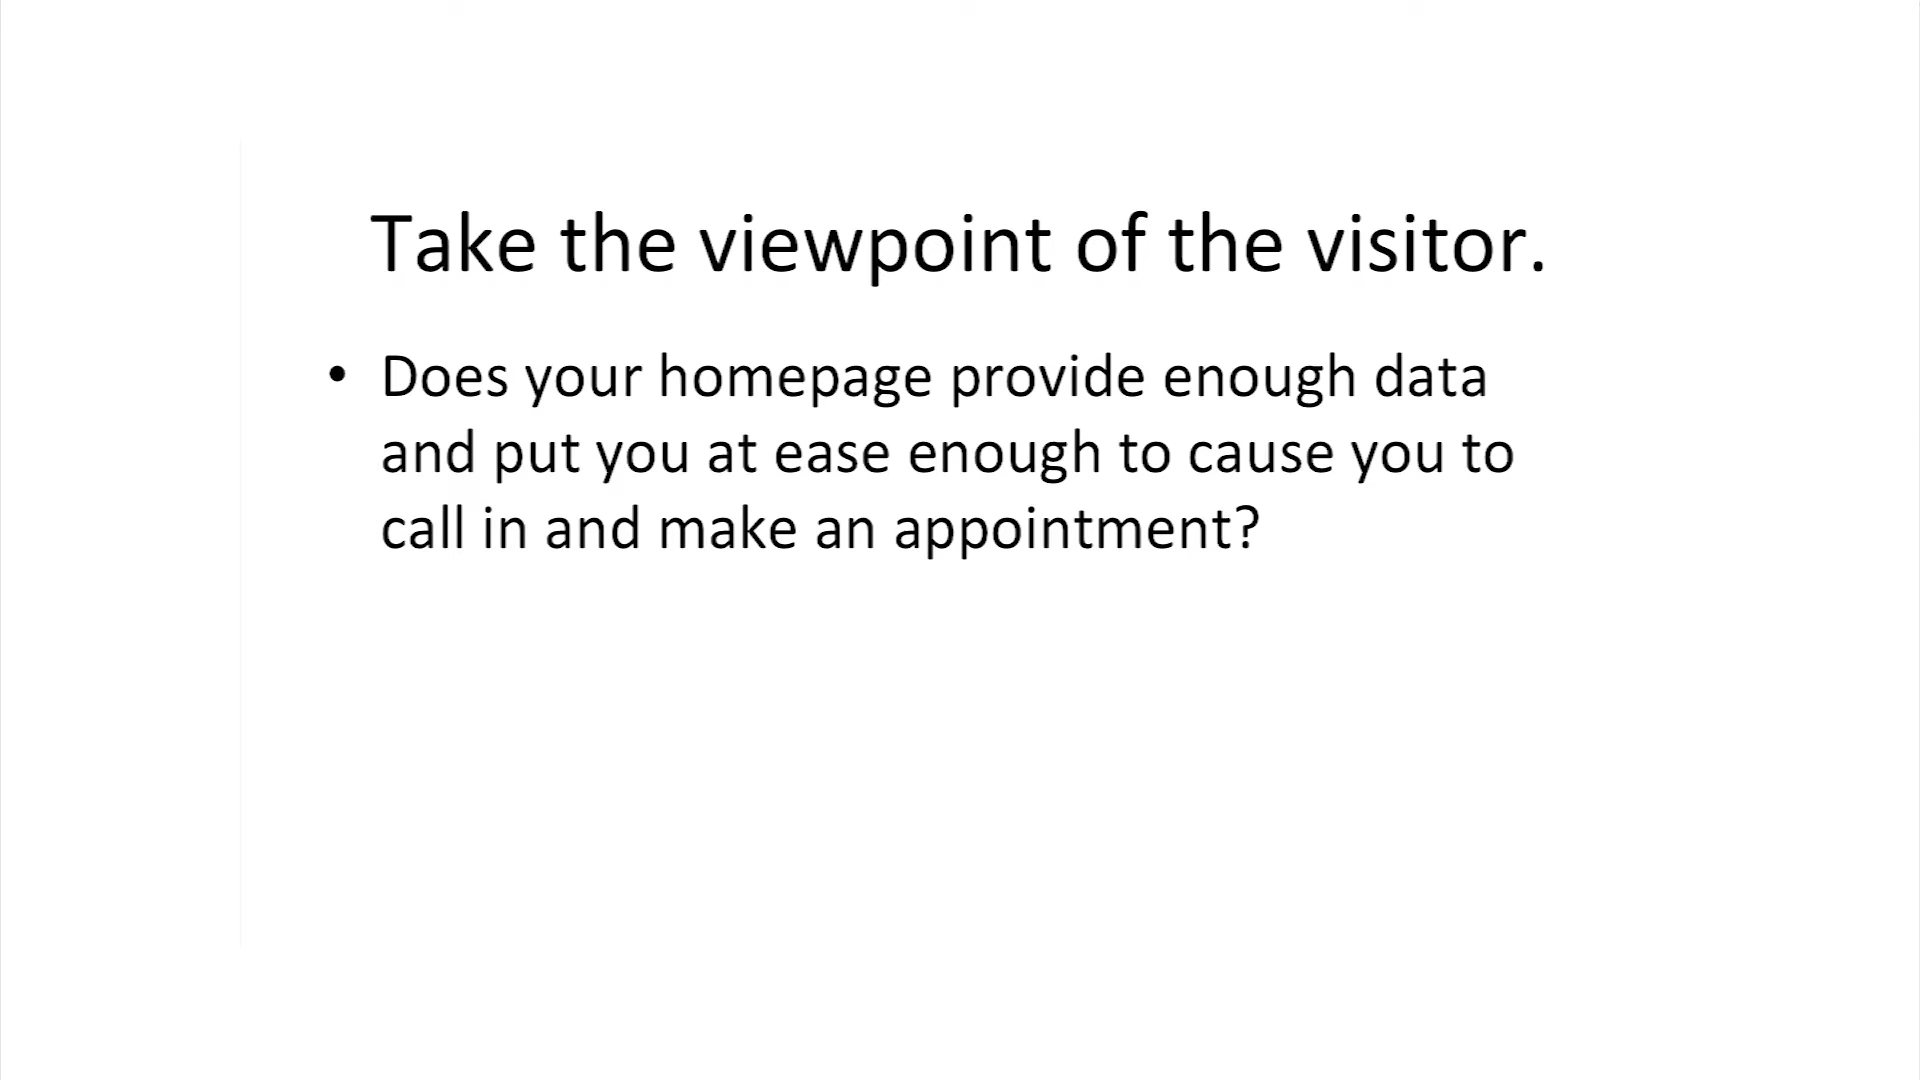 Take the viewpoint of the visitor.
• Does your homepage provide enough data
and put you at ease enough to cause you to
call in and make an appointment?